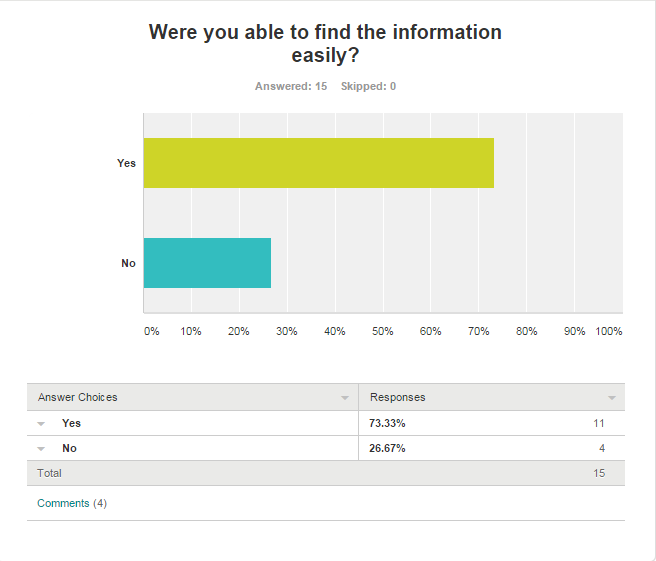 Were you able to find the information
easily?
Answered: 15 Skipped: 0
Yes
No
0% 10% 20% 30% 40% 50% 60% 70% 80% 90% 100%
Answer Choices Responses
Yes 73.33% 11
No 26.67% 4
Total 15
Comments (4)